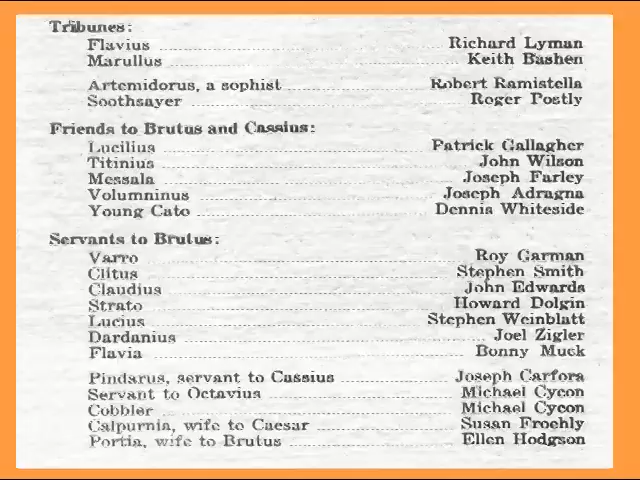 Tribunes:
Flavius Richard Lyman
Marullus Keith Bashen
Artemidorus, a sophist Robert Ramistella
Soothsayer Roger Postly
Friends to Brutus and Cassius:
Lucilius Patrick Gallagher
Titinius John Wilson
Messala Joseph Farley
Volumninus Joseph Adragna
Young Cato Dennis Whiteside
Servants to Brutus:
Varro Roy Garman
Clitus Stephen Smith
Claudius John Edwards
Strato Howard Dolgin
Lucius Stephen Weinblatt
Dardanius Joel Zigler
Flavia Bonny Muck
Pindarus, servant to Cassius Joseph Carfora
Servant to Octavius Michael Cycon
Cobbler Michael Cycon
Calpurnia, wife to Caesar Susan Froehly
Portia, wife to Brutus Ellen Hodgson